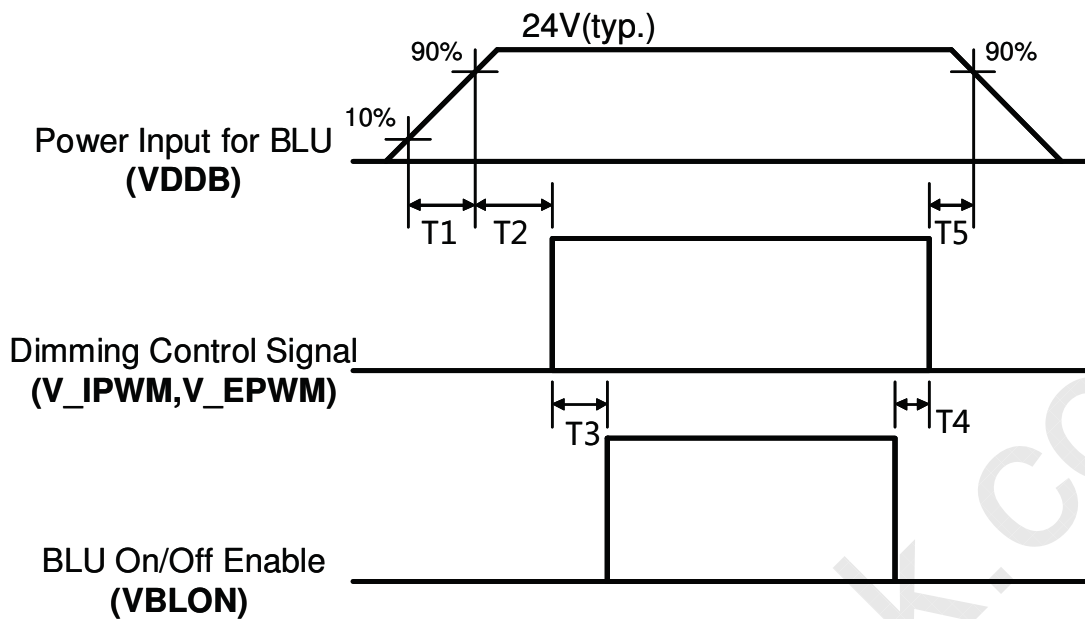 24V(typ.)
90%
90%
10%
Power Input for BLU
(VDDB)
T1
T2
T5
Dimming Control Signal
(V_IPWM,V_EPWM)
T3
T4
BLU On/Off Enable
(VBLON)
k.co